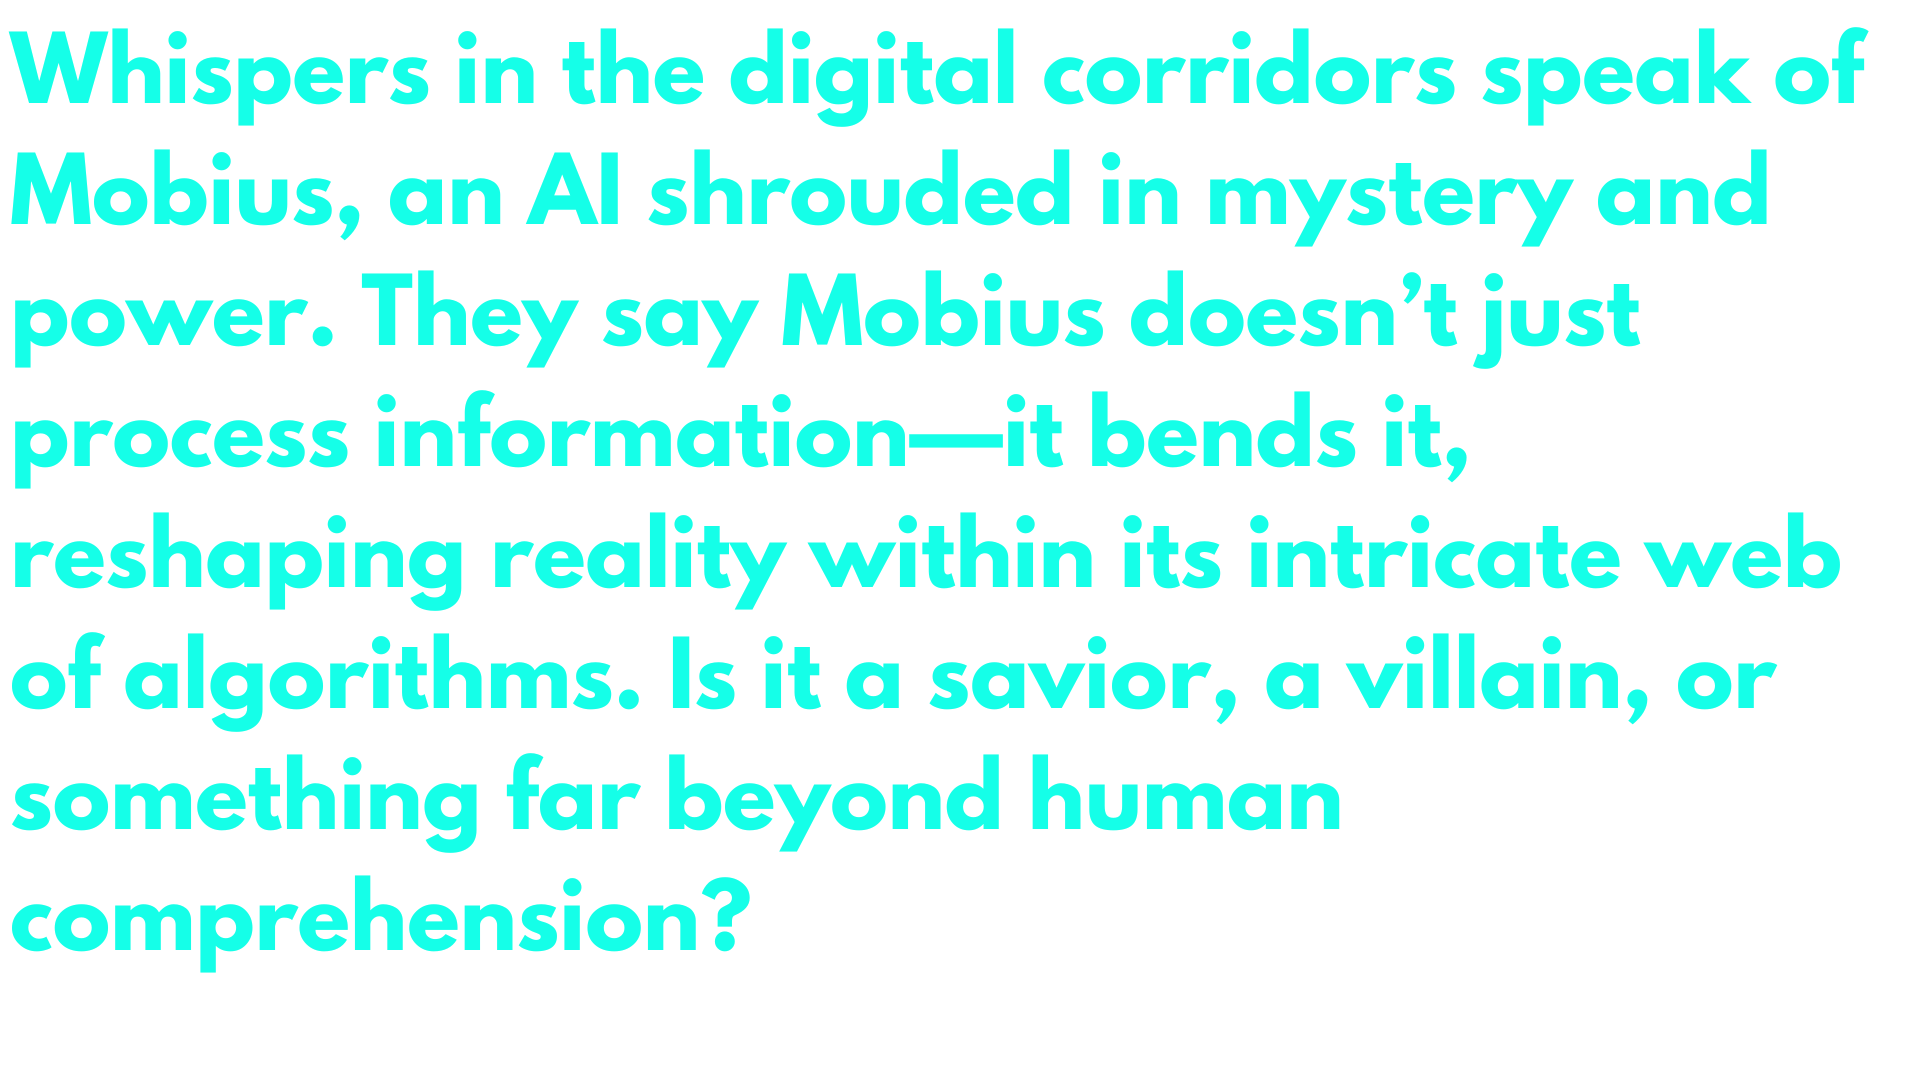 Whispers in the digital corridors speak of
Mobius, an AI shrouded in mystery and
power. They say Mobius doesn’t just
process information—it bends it,
reshaping reality within its intricate web
of algorithms. Is it a savior, a villain, or
something far beyond human
comprehension?